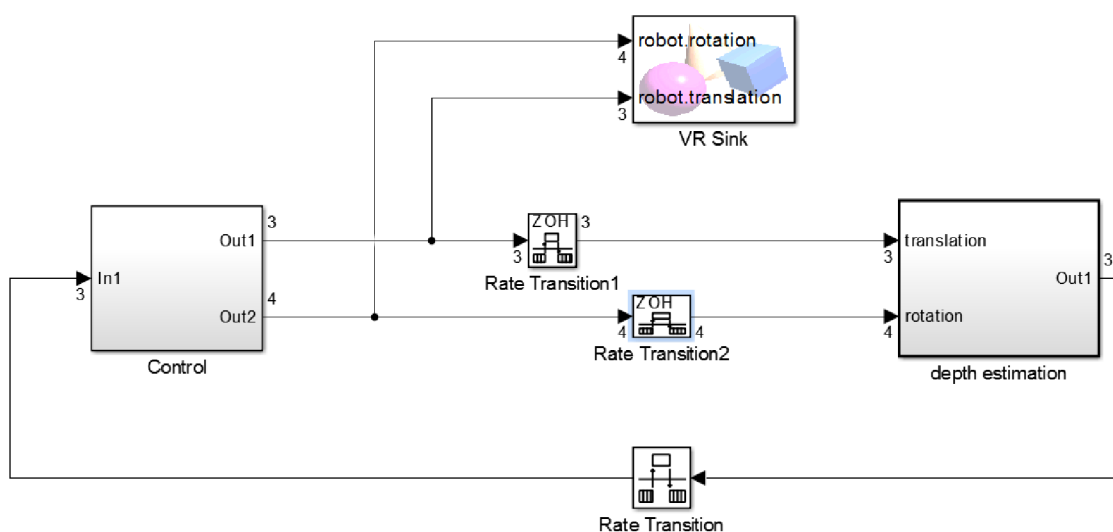 robot.rotation
4
robot.translation
3
VR Sink
3
Out1
In1
3
4
Out2
Control
ZOH
3
3
Rate Transition1
ZOH
4
4
Rate Transition2
translation
3
3
Out1
rotation
4
depth estimation
Rate Transition